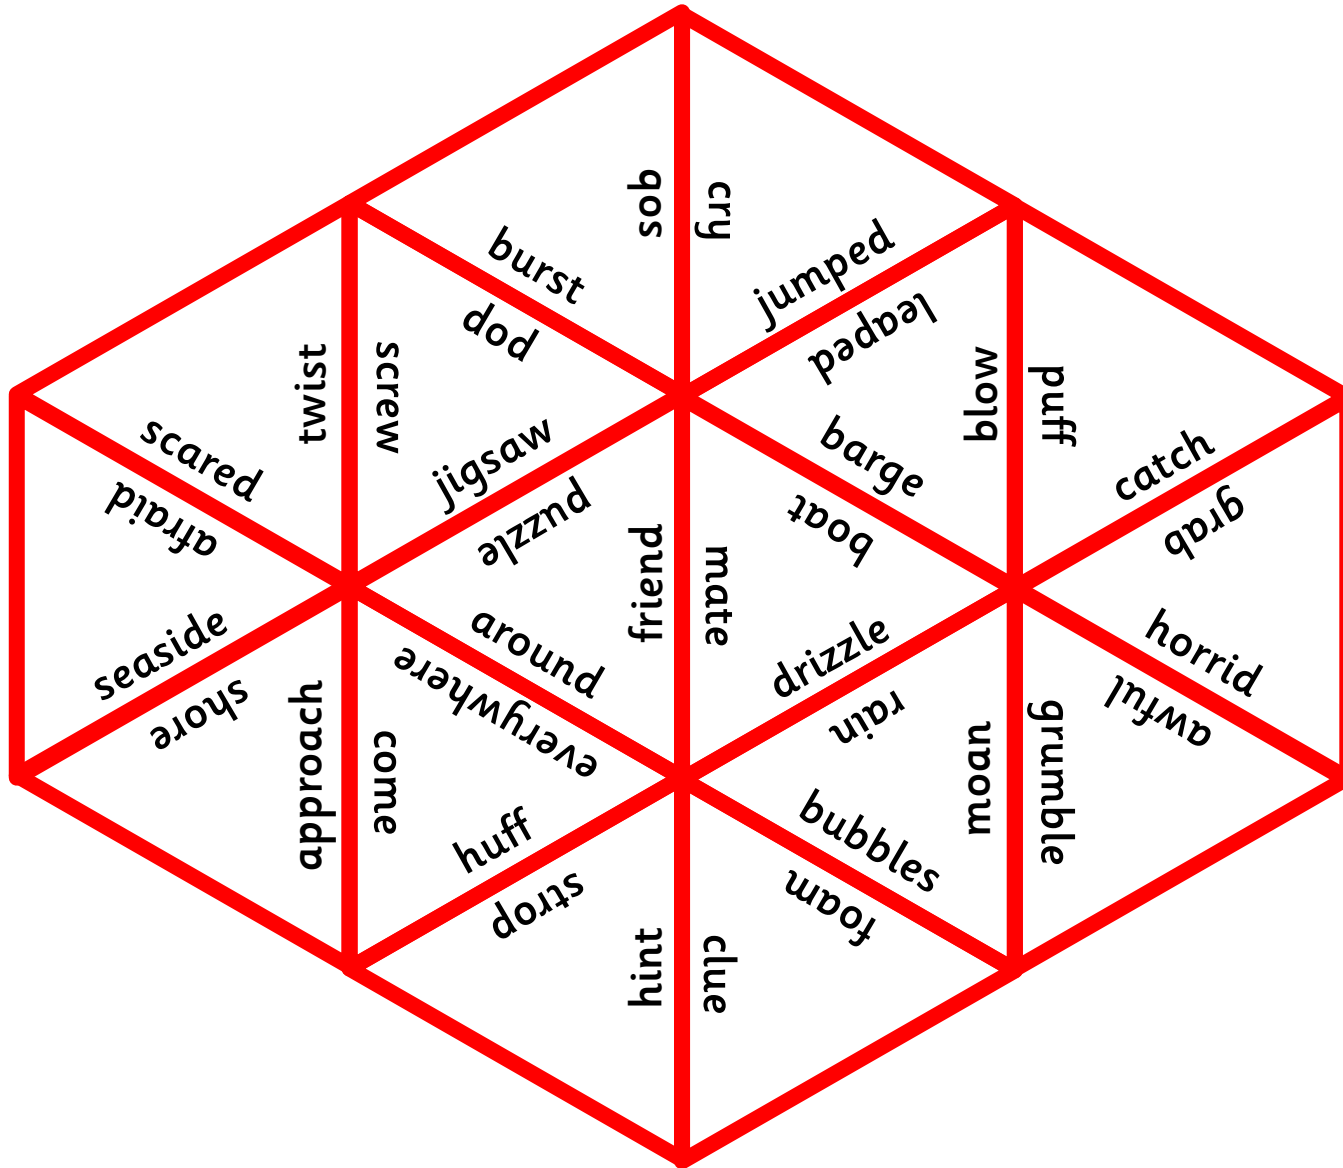 sob
cry
burst
pop
jumped
leaped
twist
screw
blow
puff
scared
afraid
jigsaw
puzzle
barge
boat
catch
grab
friend
mate
seaside
shore
around
everywhere
drizzle
rain
horrid
awful
approach
come
moan
grumble
huff
strop
bubbles
foam
hint
clue